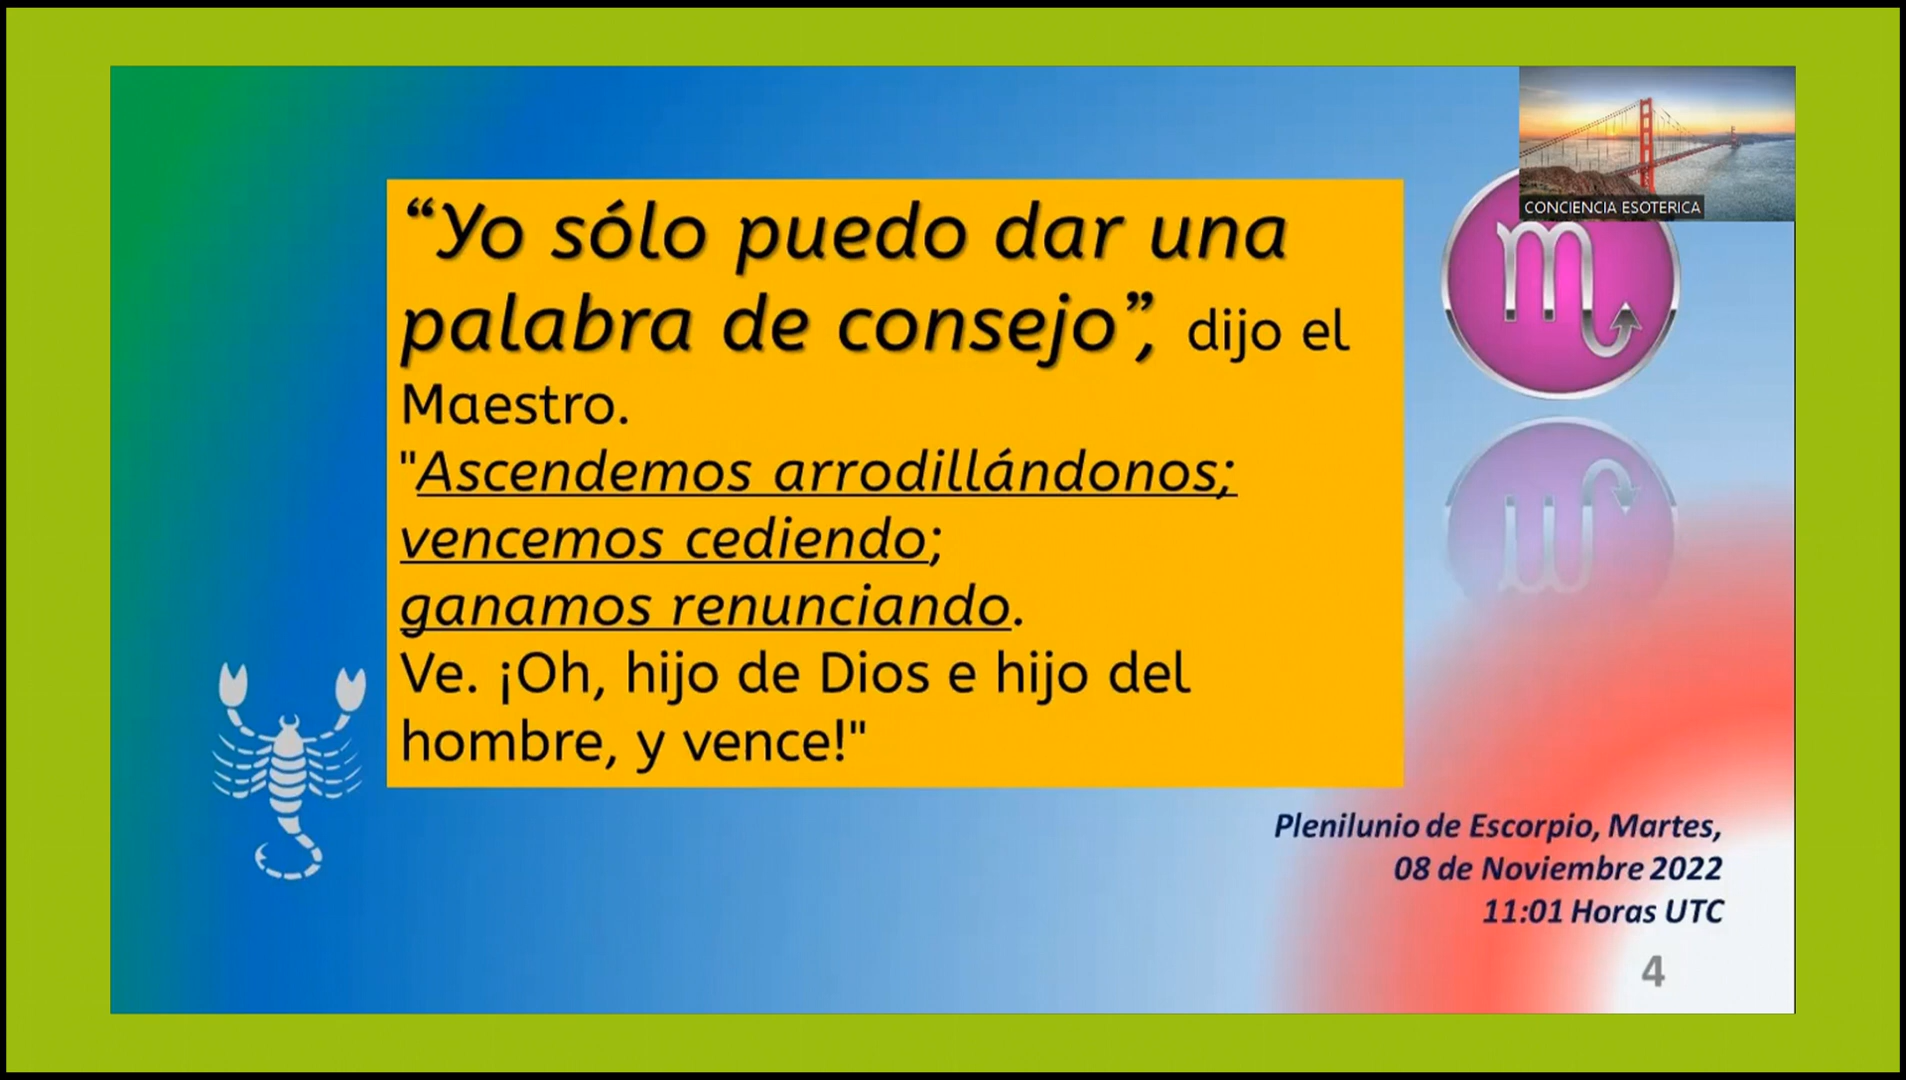 CONCIENCIA ESOTERICA
“Yo sólo puedo dar una
palabra de consejo”, dijo el
Maestro.
"Ascendemos arrodillándonos;
vencemos cediendo;
ganamos renunciando.
Ve. ¡Oh, hijo de Dios e hijo del
hombre, y vence!"
Plenilunio de Escorpio, Martes,
08 de Noviembre 2022
11:01 Horas UTC
4